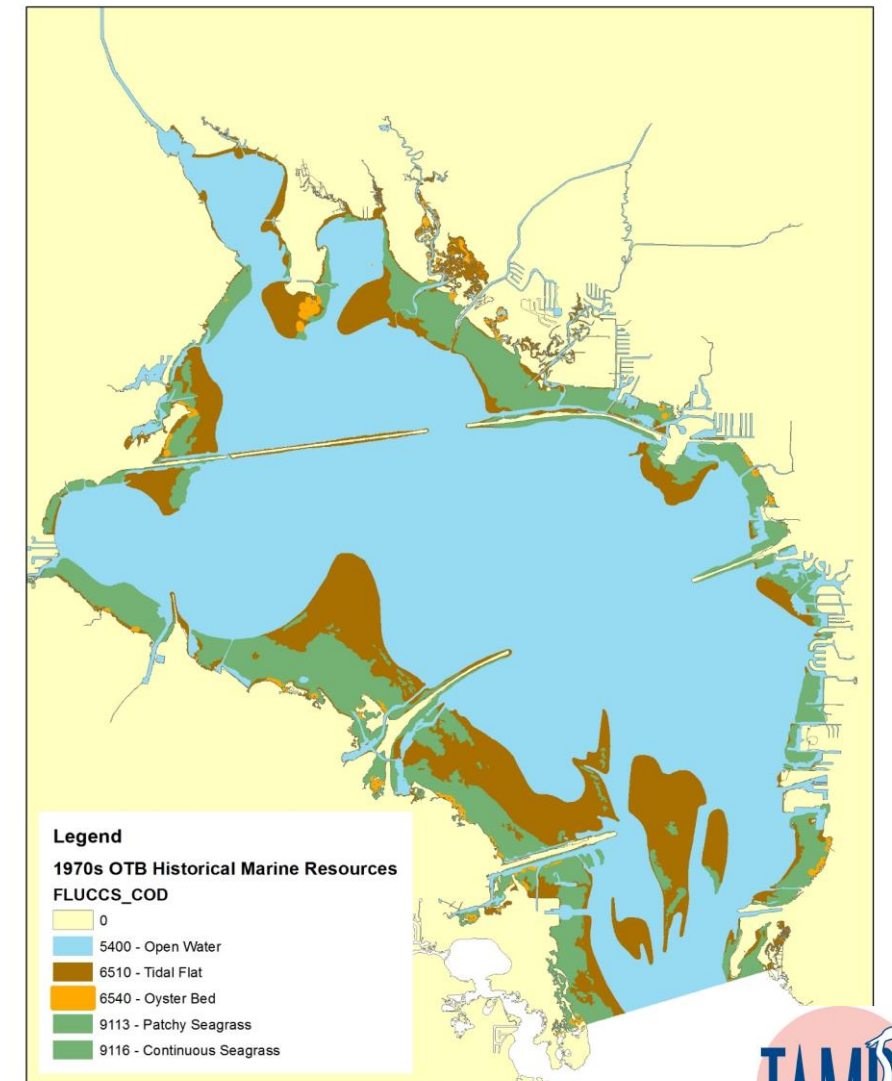 Legend
1970s OTB Historical Marine Resources
FLUCCS_COD
0
5400 - Open Water
6510 - Tidal Flat
6540 - Oyster Bed
9113 - Patchy Seagrass
9116 - Continuous Seagrass